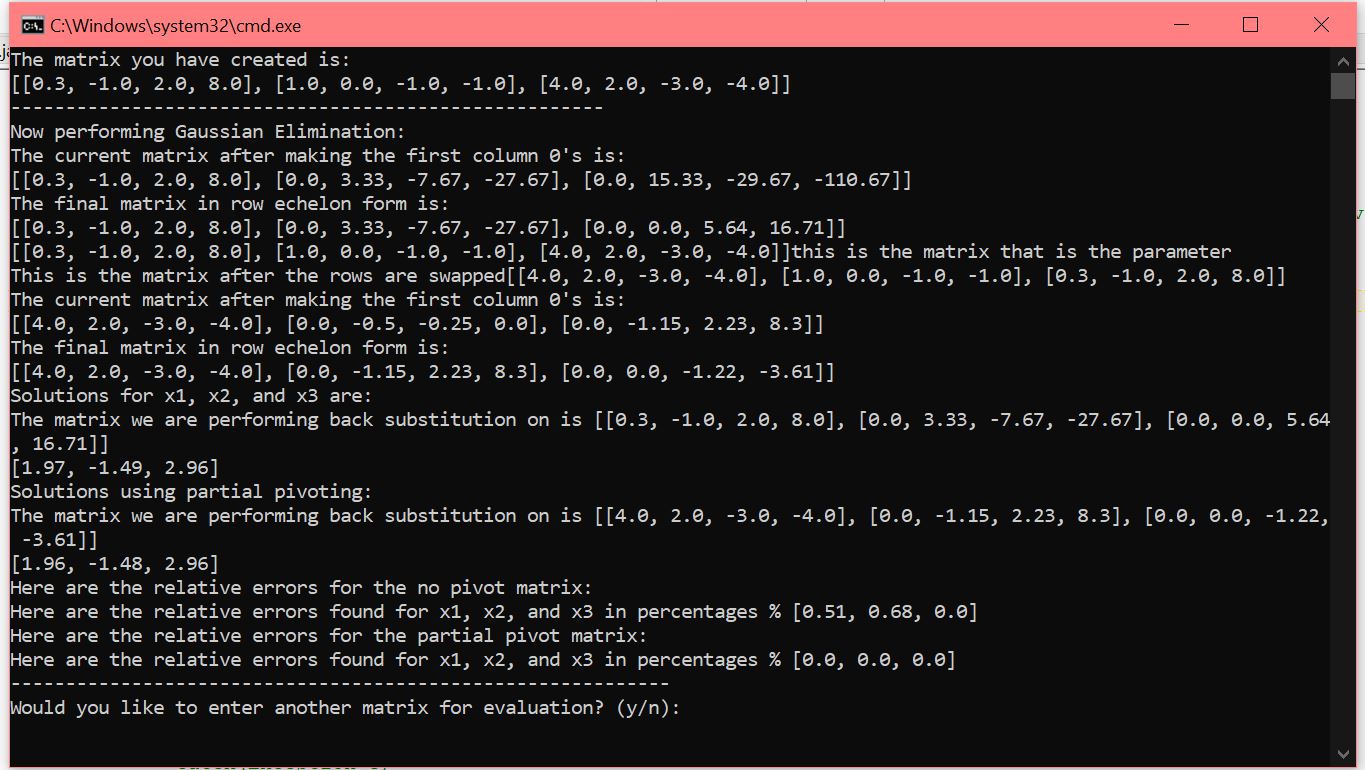 C:\Windows\system32\cmd.exe
The matrix you have created is:
[[0.3, -1.0, 2.0, 8.0], [1.0, 0.0, -1.0, -1.0], [4.0, 2.0, -3.0, -4.0]]
------------------------------------------------------
Now performing Gaussian Elimination:
The current matrix after making the first column 0's is:
[[0.3, -1.0, 2.0, 8.0], [0.0, 3.33, -7.67, -27.67], [0.0, 15.33, -29.67, -110.67]]
The final matrix in row echelon form is:
[[0.3, -1.0, 2.0, 8.0], [0.0, 3.33, -7.67, -27.67], [0.0, 0.0, 5.64, 16.71]]
[[0.3, -1.0, 2.0, 8.0], [1.0, 0.0, -1.0, -1.0], [4.0, 2.0, -3.0, -4.0]]this is the matrix that is the parameter
This is the matrix after the rows are swapped[[4.0, 2.0, -3.0, -4.0], [1.0, 0.0, -1.0, -1.0], [0.3, -1.0, 2.0, 8.0]]
The current matrix after making the first column 0's is:
[[4.0, 2.0, -3.0, -4.0], [0.0, -0.5, -0.25, 0.0], [0.0, -1.15, 2.23, 8.3]]
The final matrix in row echelon form is:
[[4.0, 2.0, -3.0, -4.0], [0.0, -1.15, 2.23, 8.3], [0.0, 0.0, -1.22, -3.61]]
Solutions for x1, x2, and x3 are:
The matrix we are performing back substitution on is [[0.3, -1.0, 2.0, 8.0], [0.0, 3.33, -7.67, -27.67], [0.0, 0.0, 5.64
, 16.71]]
[1.97, -1.49, 2.96]
Solutions using partial pivoting:
The matrix we are performing back substitution on is [[4.0, 2.0, -3.0, -4.0], [0.0, -1.15, 2.23, 8.3], [0.0, 0.0, -1.22,
 -3.61]]
[1.96, -1.48, 2.96]
Here are the relative errors for the no pivot matrix:
Here are the relative errors found for x1, x2, and x3 in percentages % [0.51, 0.68, 0.0]
Here are the relative errors for the partial pivot matrix:
Here are the relative errors found for x1, x2, and x3 in percentages % [0.0, 0.0, 0.0]
------------------------------------------------------------
Would you like to enter another matrix for evaluation? (y/n):